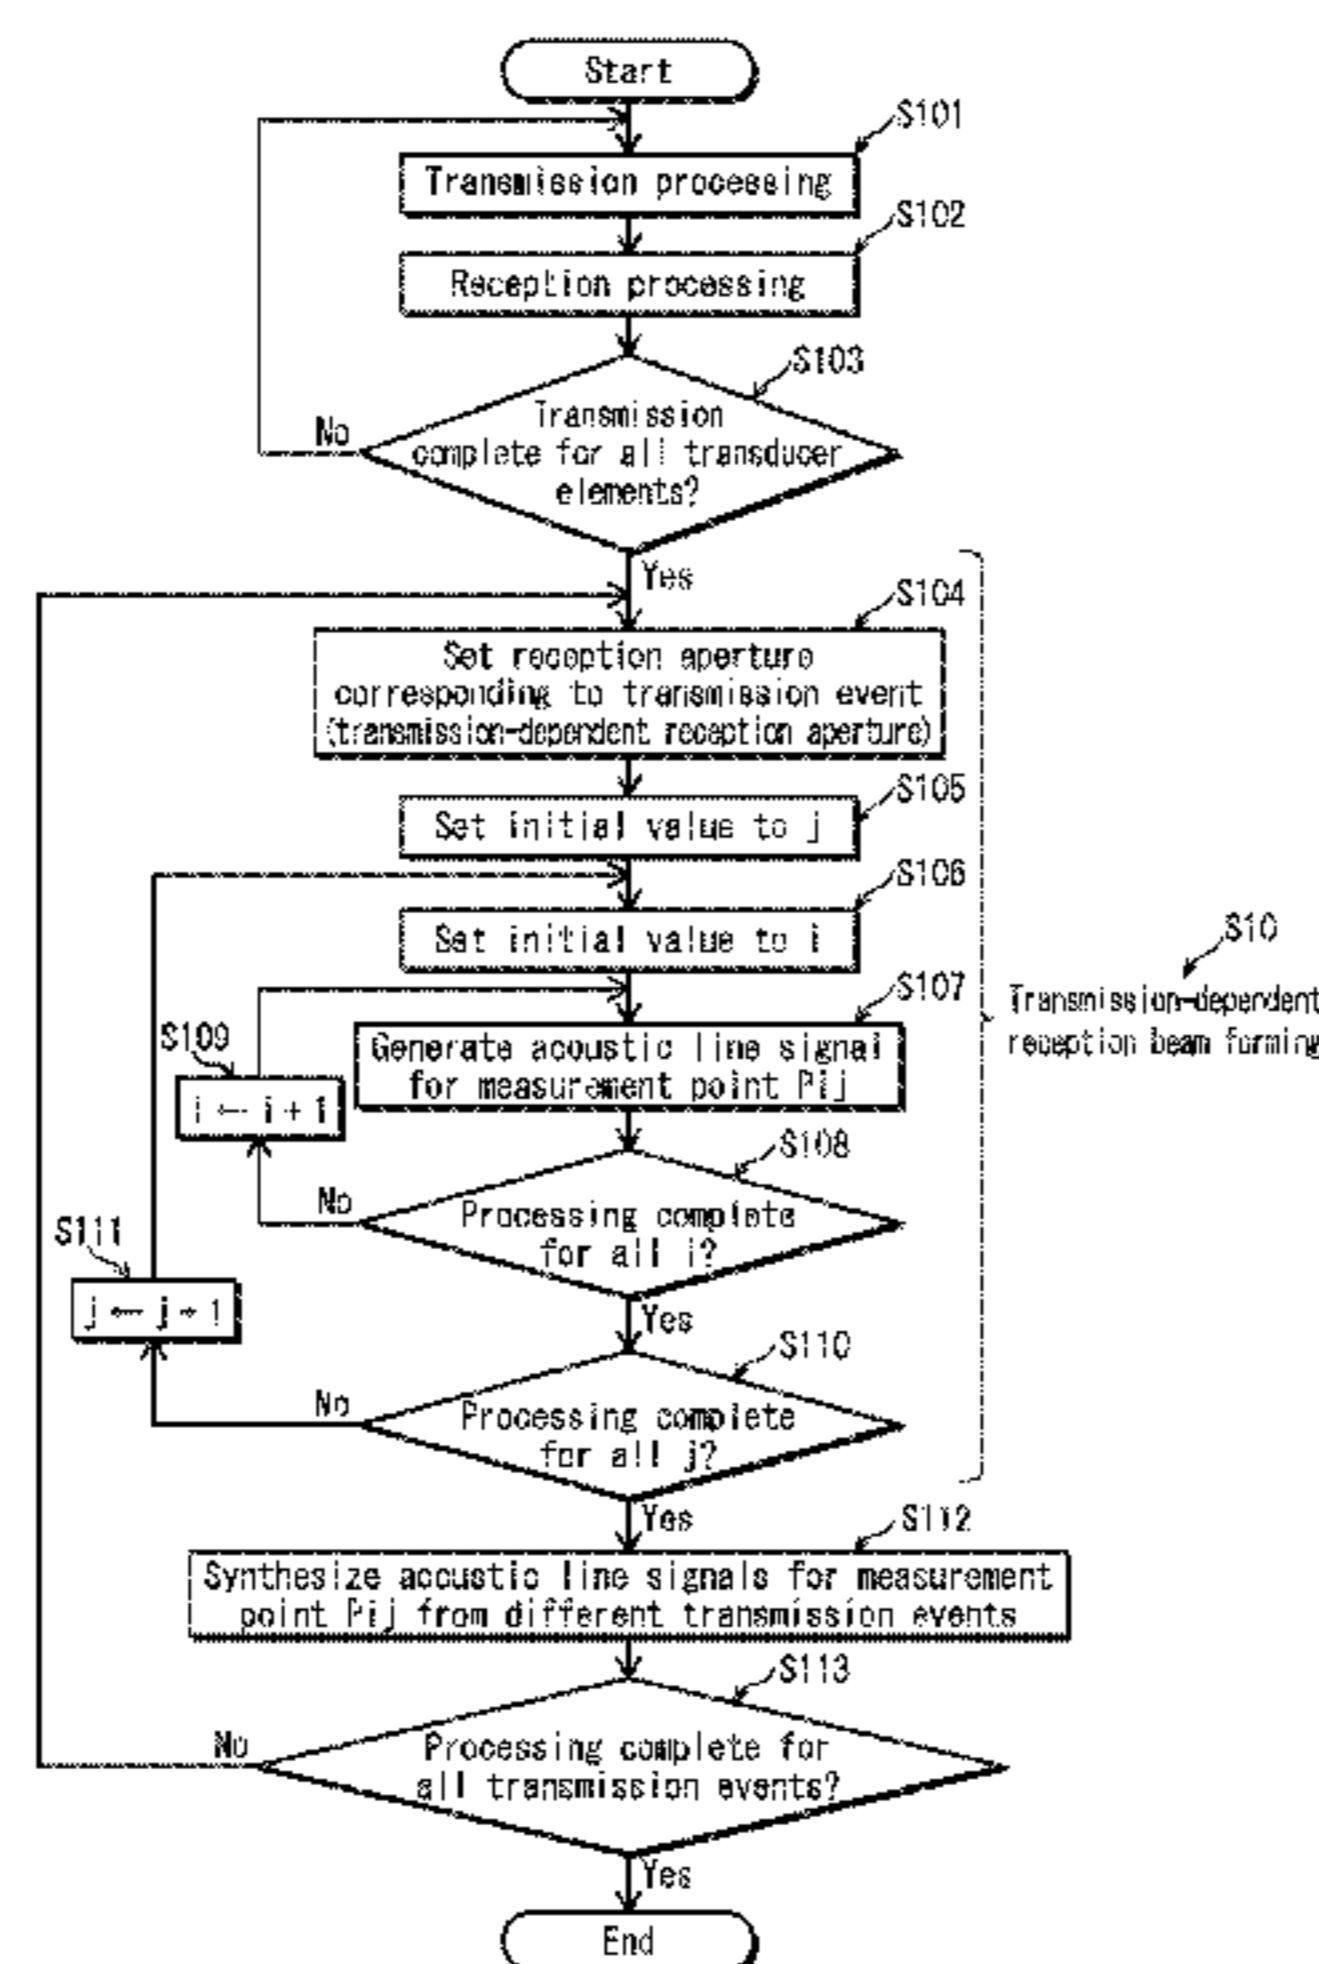 Start
S101
Transmission processing
S102
Reception processing
S103
Transmission
complete for all transducer
elements?
No
Yes
S104
Set reception aperture
corresponding to transmission event
(transmission-dependent reception aperture)
S105
Set initial value to j
S106
Set initial value to i
S107
Generate acoustic line signal
for measurement point Pij
S109
i ← i + 1
S108
Processing complete
for all i?
No
Yes
S111
j ← j + 1
S110
Processing complete
for all j?
No
Yes
S10
Transmission-dependent
reception beam forming
S112
Synthesize acoustic line signals for measurement
point Pij from different transmission events
S113
Processing complete for
all transmission events?
No
Yes
End